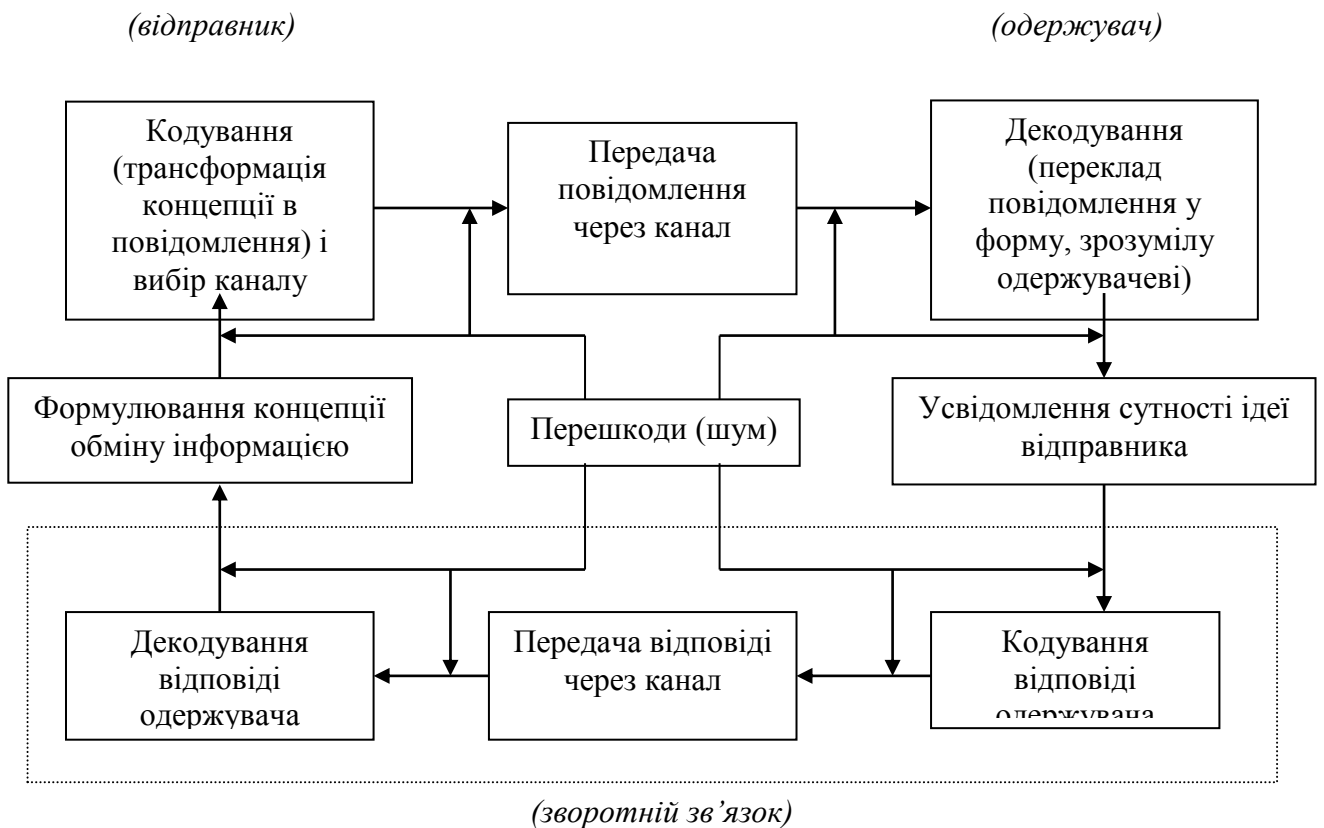 (відправник)
(одержувач)
Кодування
(трансформація
концепції в
повідомлення) і
вибір каналу
Передача
повідомлення
через канал
Декодування
(переклад
повідомлення у
форму, зрозумілу
одержувачеві)
Формулювання концепції
обміну інформацією
Перешкоди (шум)
Усвідомлення сутності ідеї
відправника
Декодування
відповіді
одержувача
Передача відповіді
через канал
Кодування
відповіді
одержувача
(зворотній зв’язок)